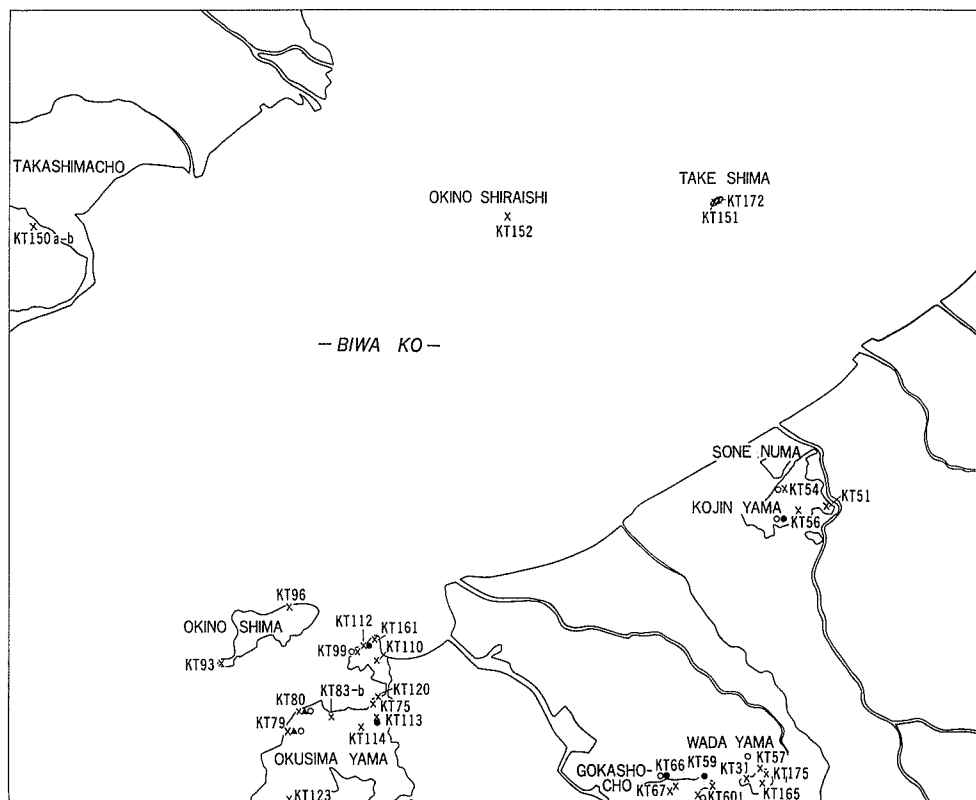 TAKASHIMACHO
KT150a-b
OKINO SHIRAISHI
KT152
TAKE SHIMA
KT172
KT151
— BIWA KO —
SONE NUMA
KT54
KT51
KOJIN YAMA
KT56
KT96
OKINO SHIMA
KT93
KT112
KT161
KT99
KT110
KT80
KT83-b
KT120
KT75
KT79
KT113
KT114
OKUSIMA YAMA
KT123
WADA YAMA
GOKASHO-
CHO
KT66
KT59
KT57
KT31
KT175
KT67
KT60
KT165